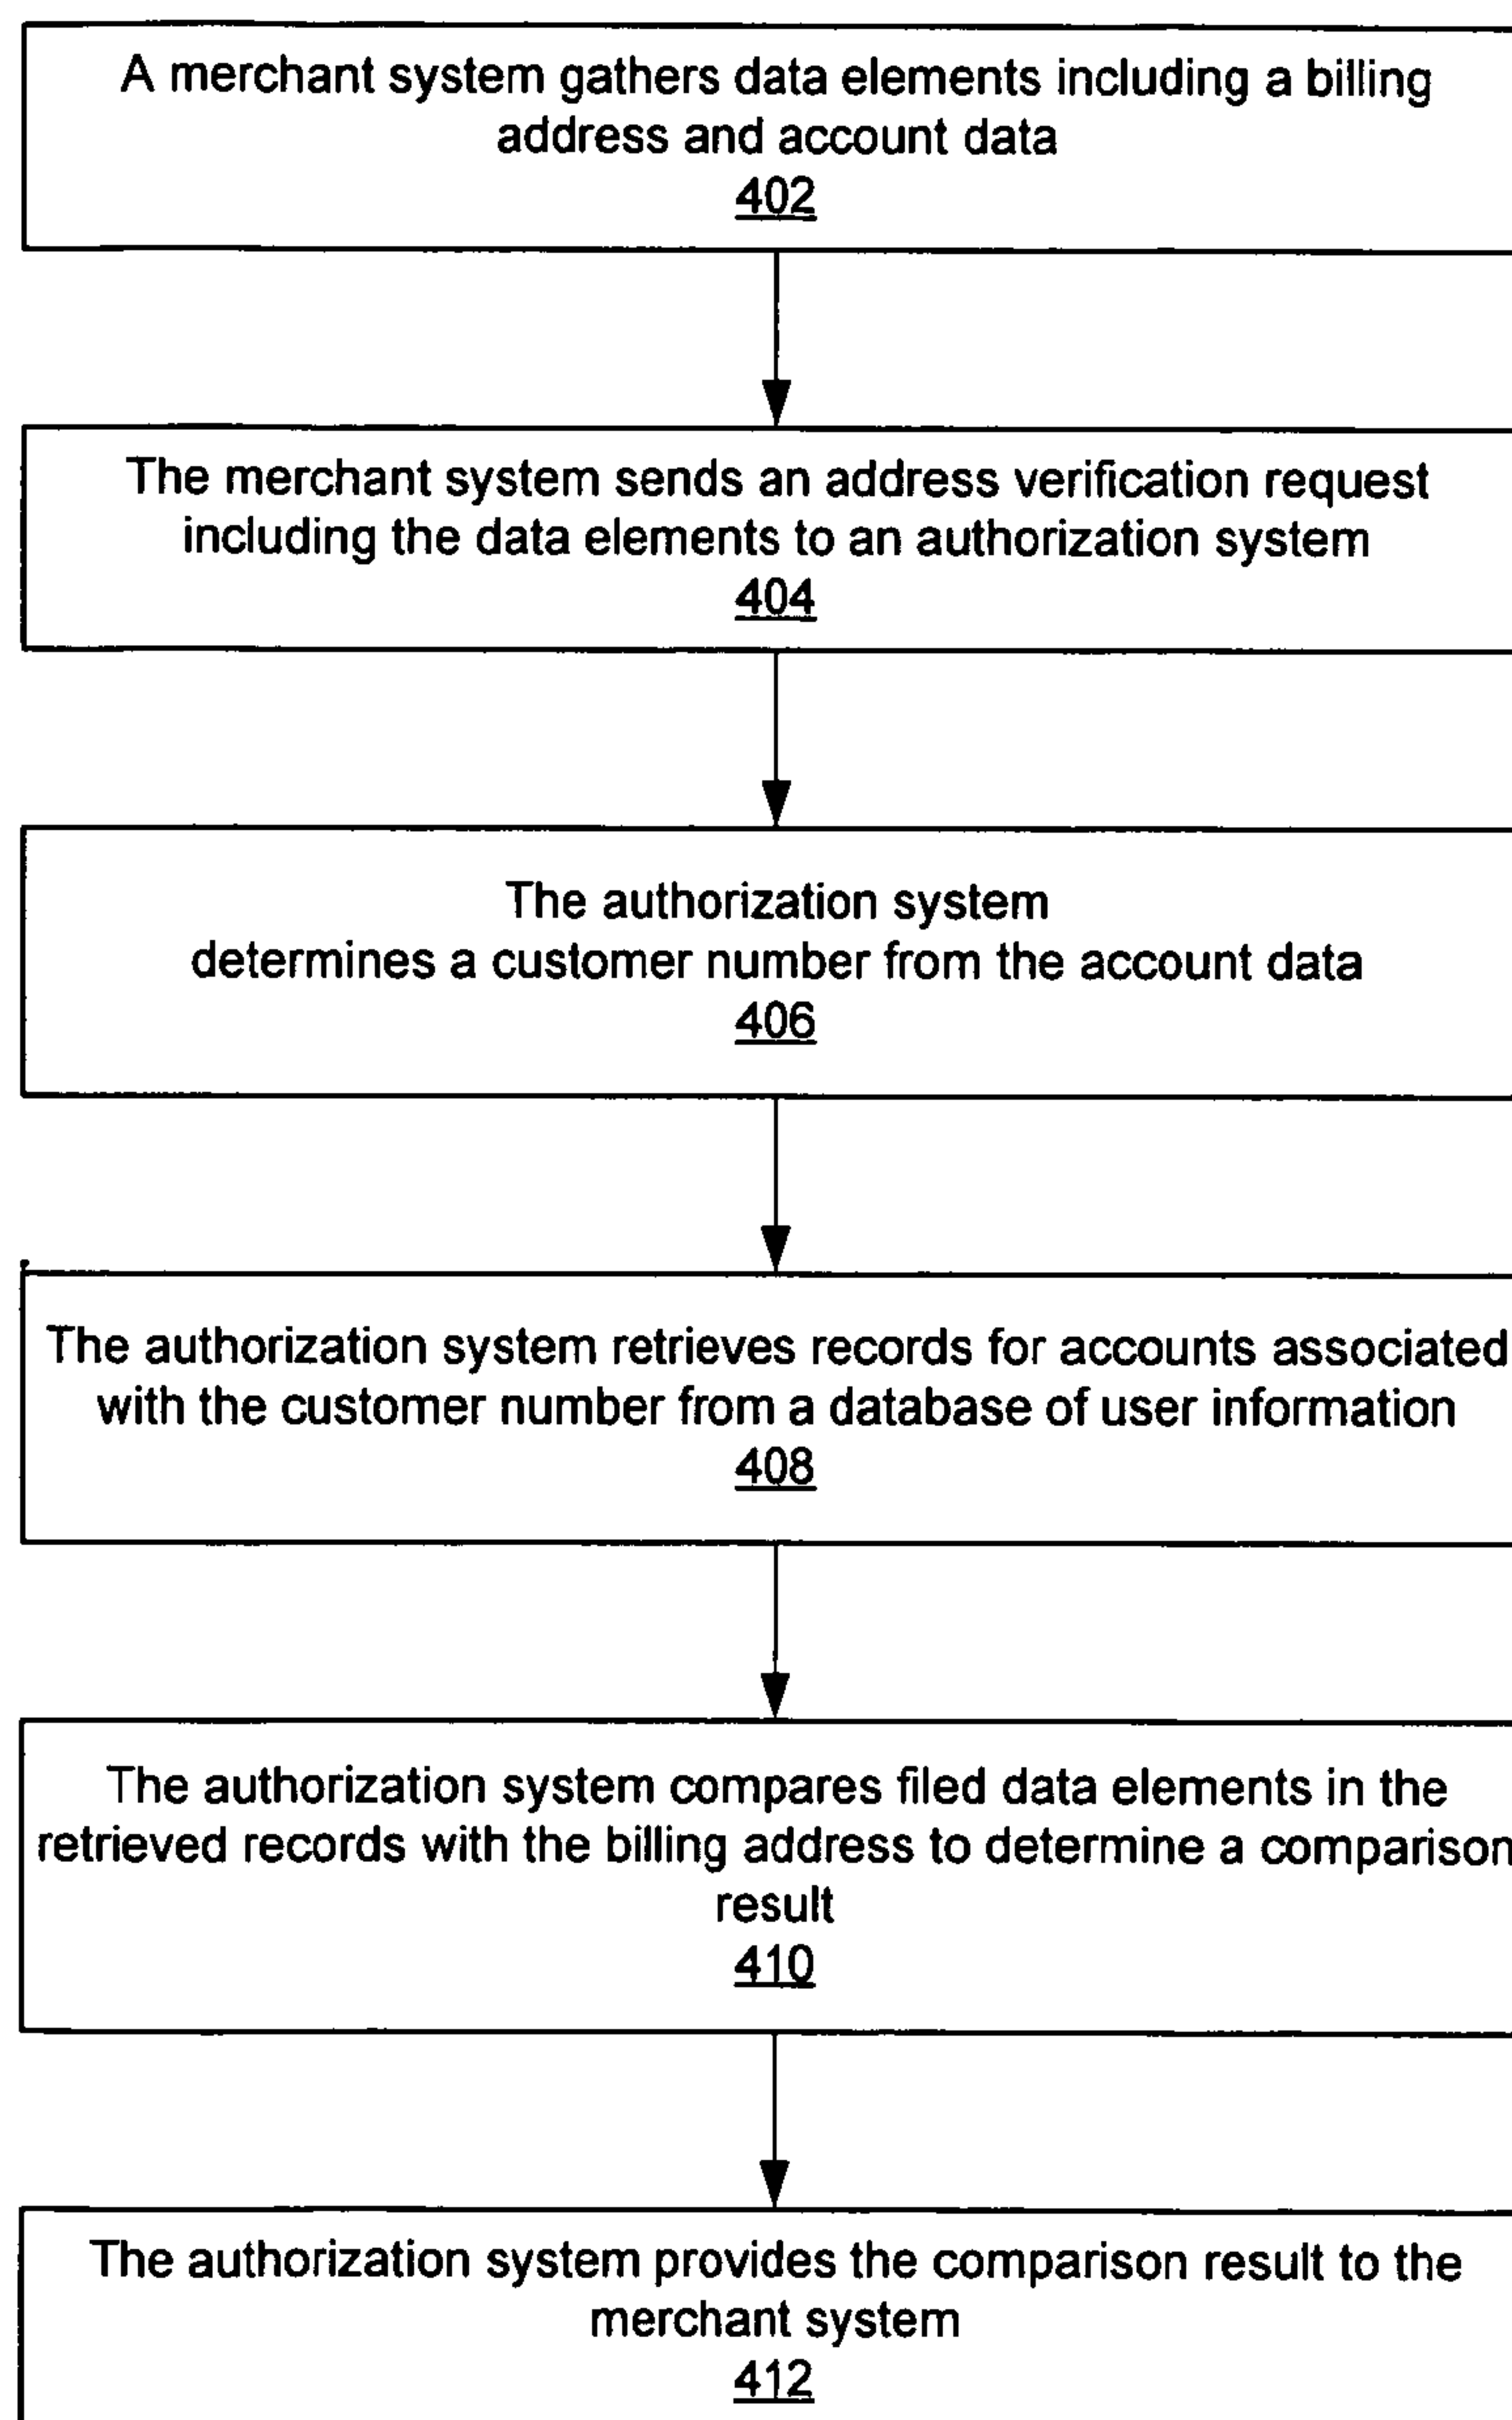 A merchant system gathers data elements including a billing
address and account data
402
The merchant system sends an address verification request
including the data elements to an authorization system
404
The authorization system
determines a customer number from the account data
406
The authorization system retrieves records for accounts associated
with the customer number from a database of user information
408
The authorization system compares filed data elements in the
retrieved records with the billing address to determine a comparison
result
410
The authorization system provides the comparison result to the
merchant system
412